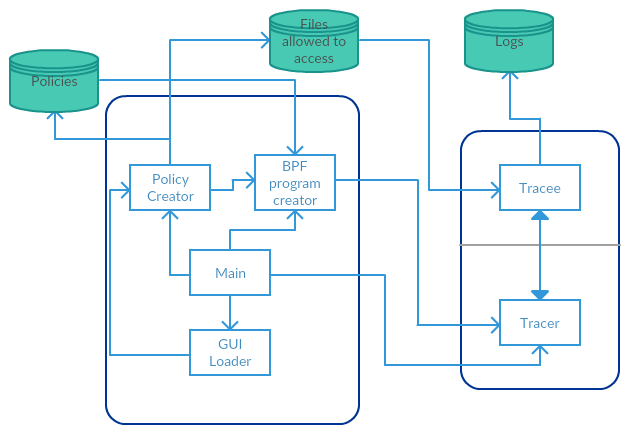 Files
allowed to
access
Logs
Policies
Policy
Creator
BPF
program
creator
Tracee
Main
Tracer
GUI
Loader